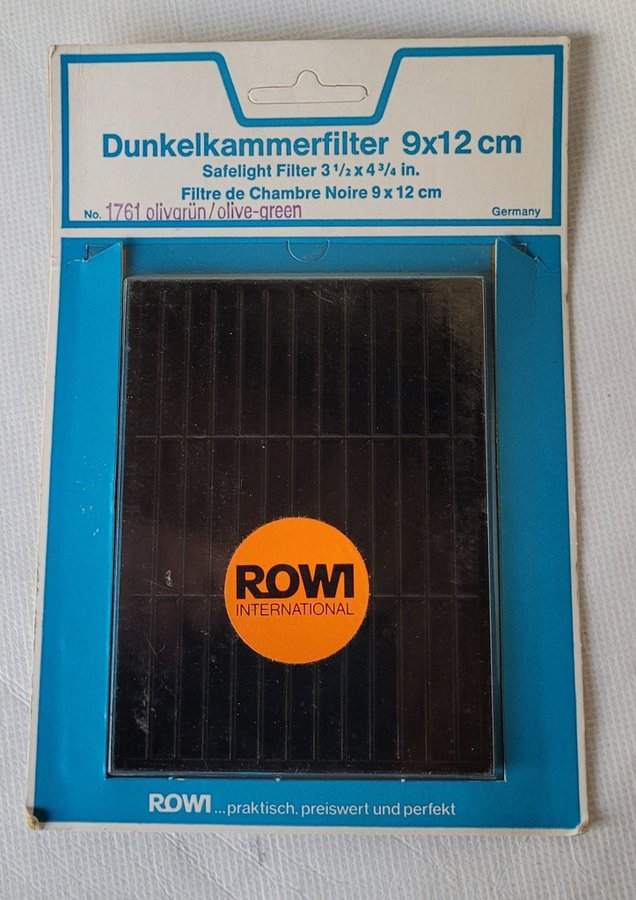 Dunkelkammerfilter 9x12 cm
Safelight Filter 3 1/2 x 4 3/4 in.
Filtre de Chambre Noire 9 x 12 cm
No. 1761 olivgrün/olive-green Germany
ROWI
INTERNATIONAL
ROWI ...praktisch, preiswert und perfekt